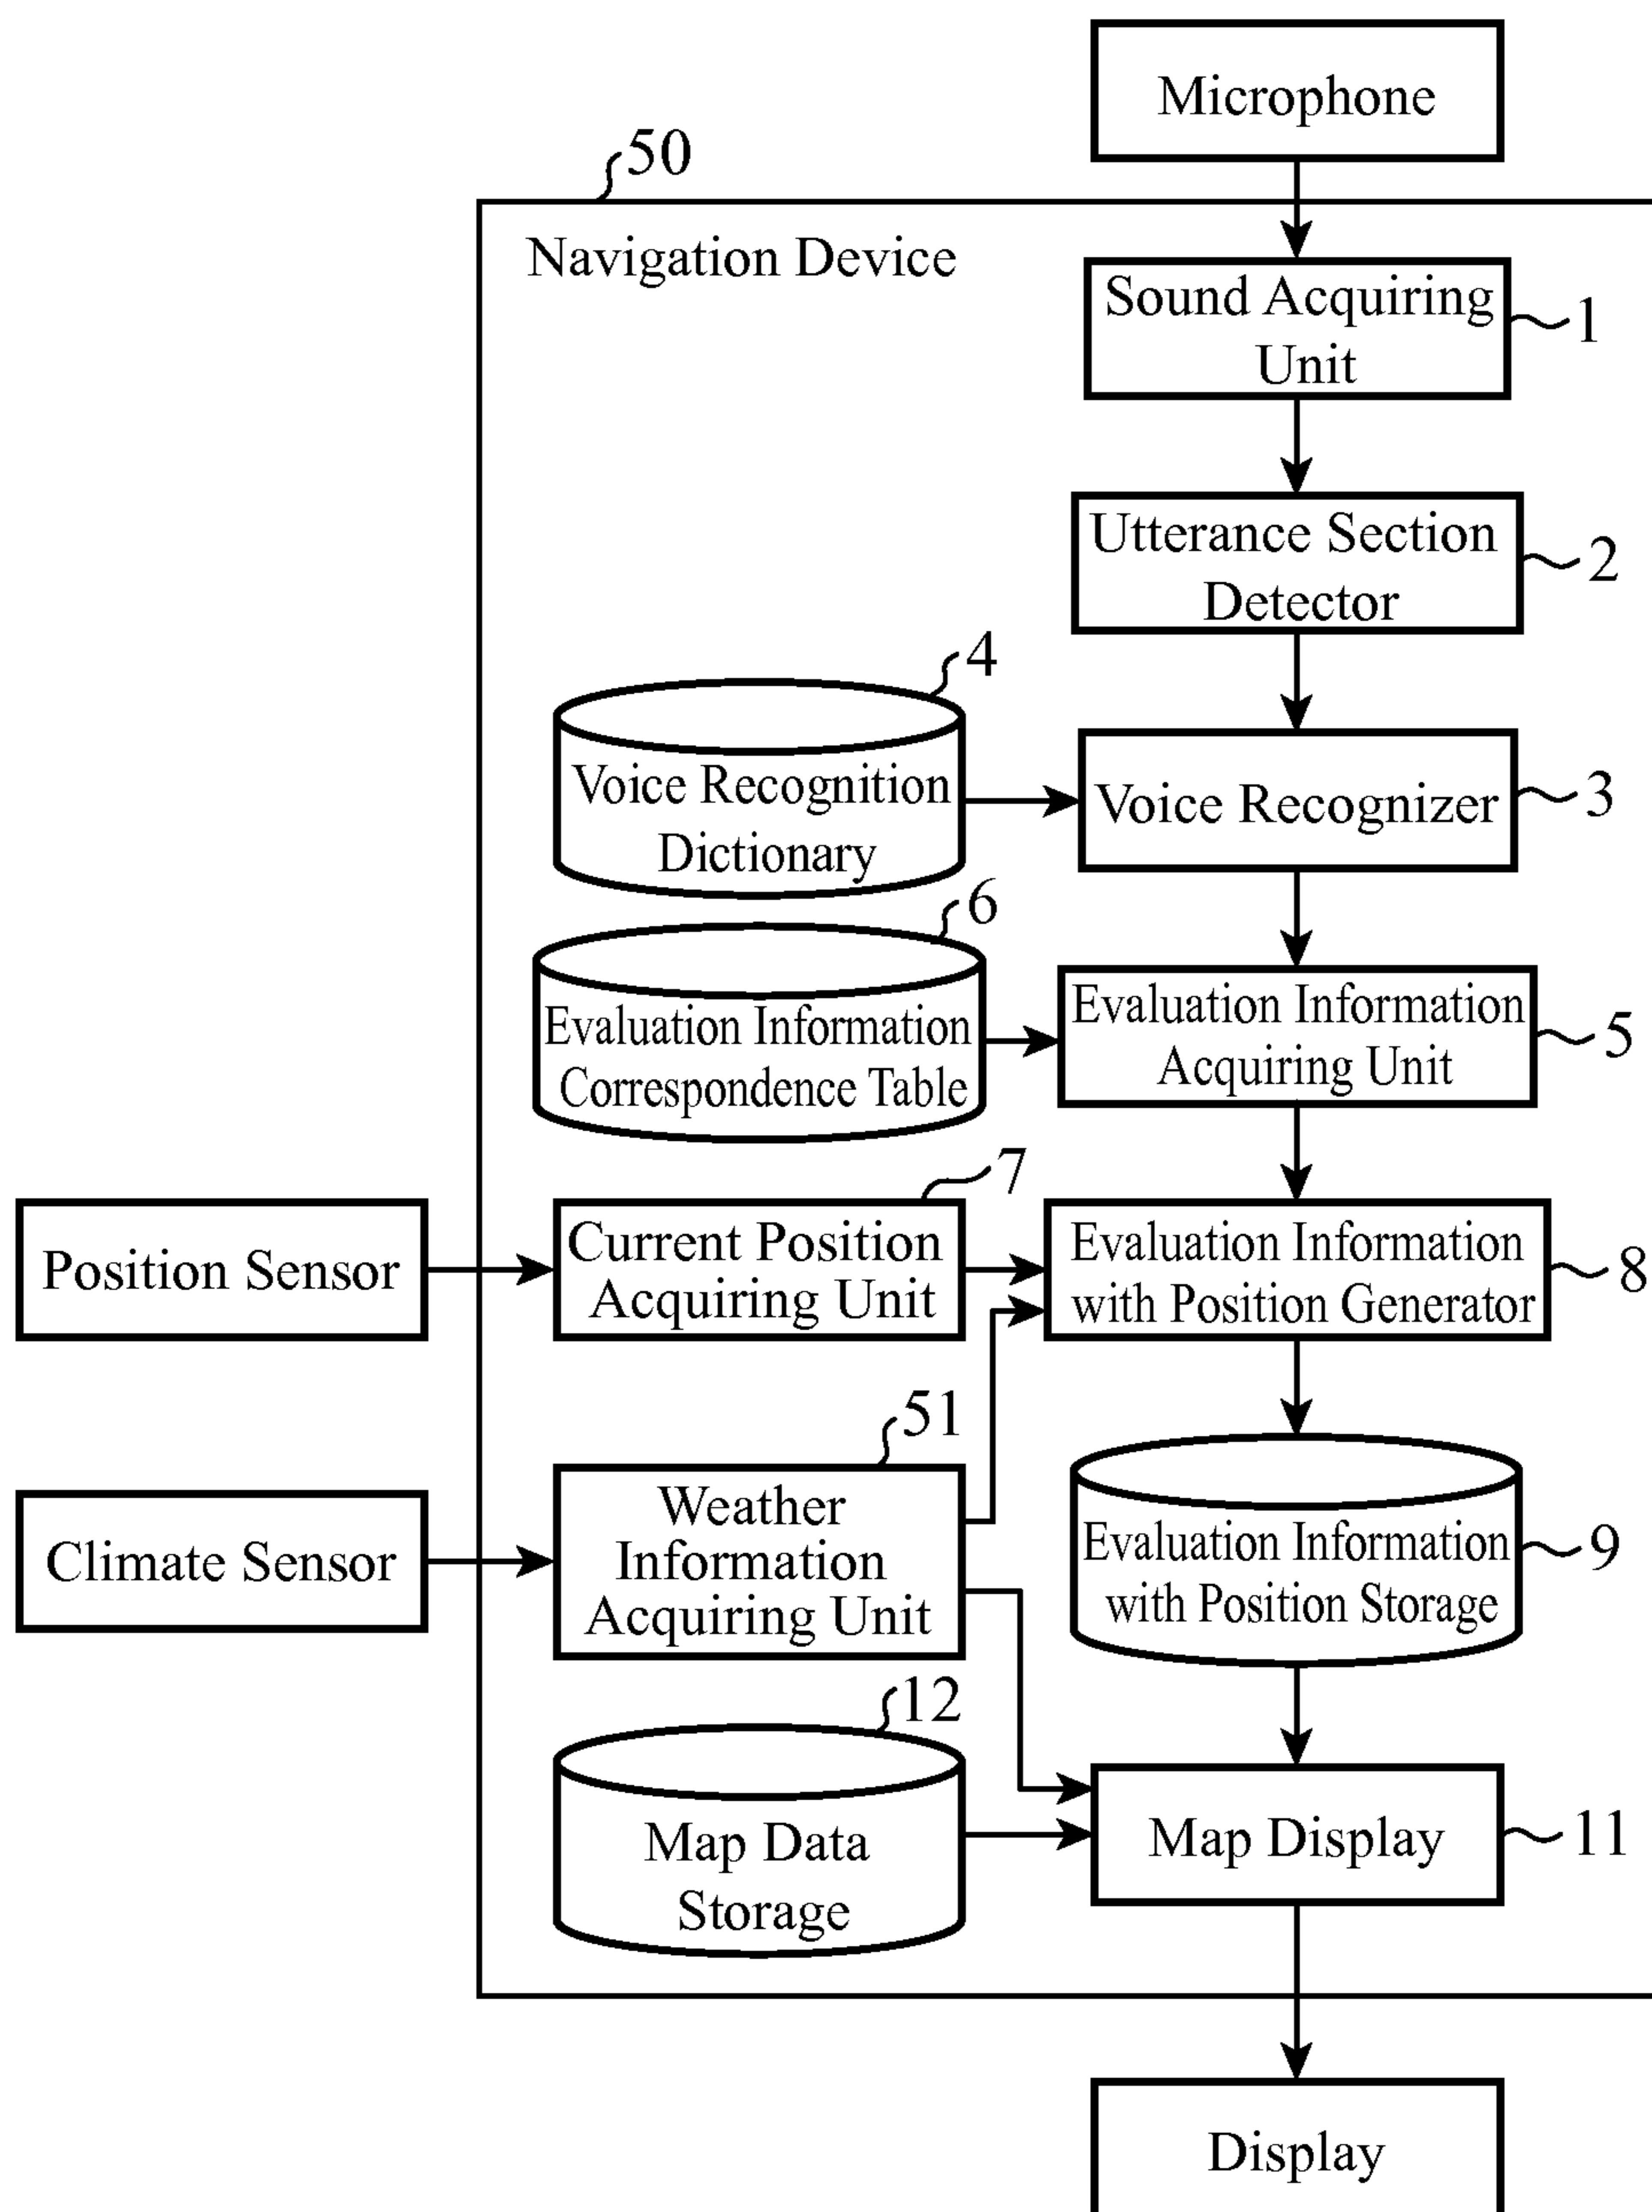 Microphone
50
Navigation Device
Sound Acquiring
Unit
1
Utterance Section
Detector
2
4
Voice Recognition
Dictionary
Voice Recognizer
3
6
Evaluation Information
Correspondence Table
Evaluation Information
Acquiring Unit
5
7
Position Sensor
Current Position
Acquiring Unit
Evaluation Information
with Position Generator
8
51
Climate Sensor
Weather
Information
Acquiring Unit
Evaluation Information
with Position Storage
9
12
Map Data
Storage
Map Display
11
Display